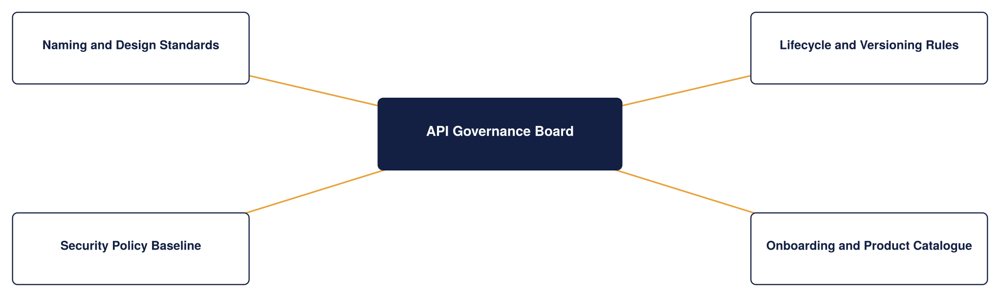 Naming and Design Standards
Lifecycle and Versioning Rules
API Governance Board
Security Policy Baseline
Onboarding and Product Catalogue